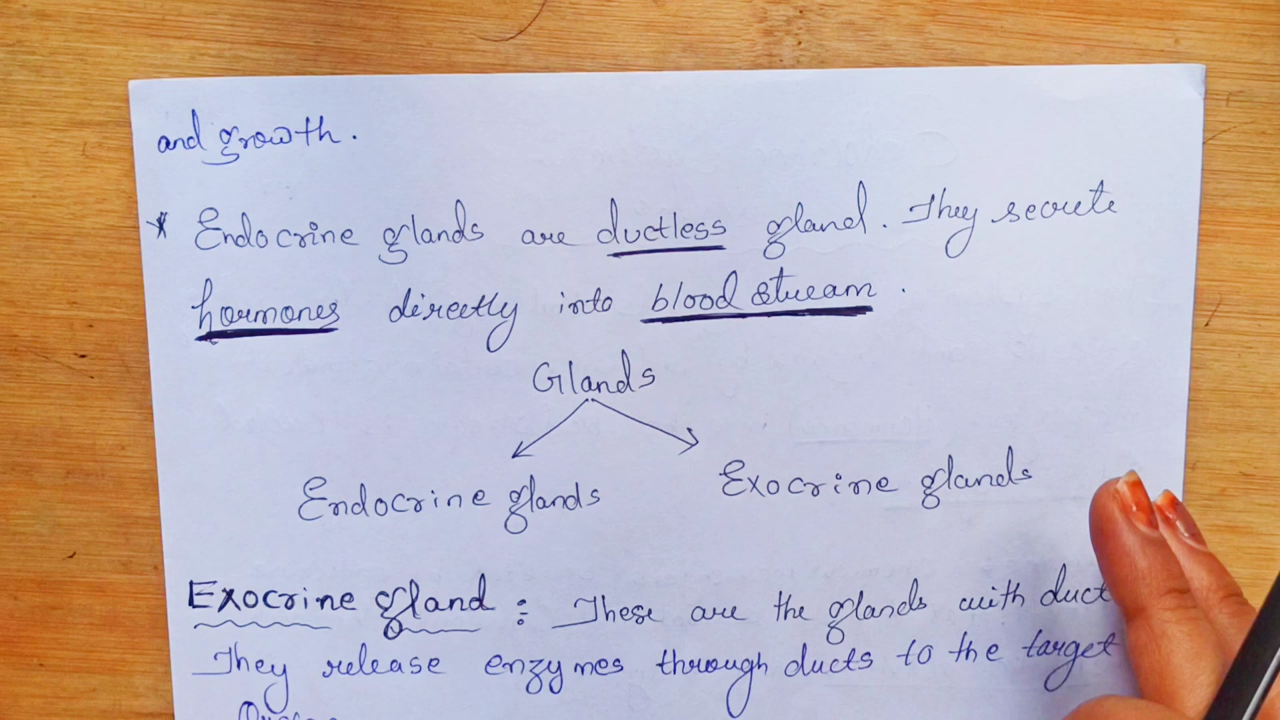 and growth.
* Endocrine glands are ductless gland. They secrete
hormones directly into blood stream.
Glands
Endocrine glands Exocrine glands
Exocrine gland : These are the glands with duct
They release enzymes through ducts to the target